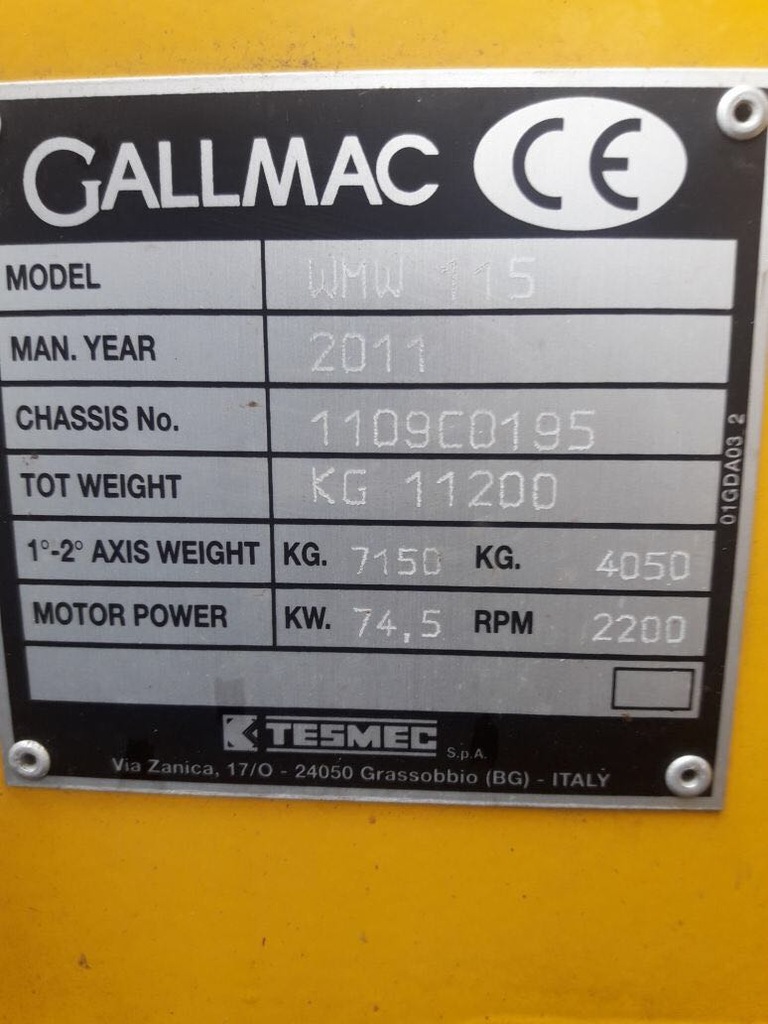 GALLMAC CE
MODEL WMW 115
MAN. YEAR 2011
CHASSIS No. 1109C0195
TOT WEIGHT KG 11200
1°-2° AXIS WEIGHT KG. 7150 KG. 4050
MOTOR POWER KW. 74,5 RPM 2200
01GDA03 2
TESMEC S.p.A.
Via Zanica, 17/O - 24050 Grassobbio (BG) - ITALY